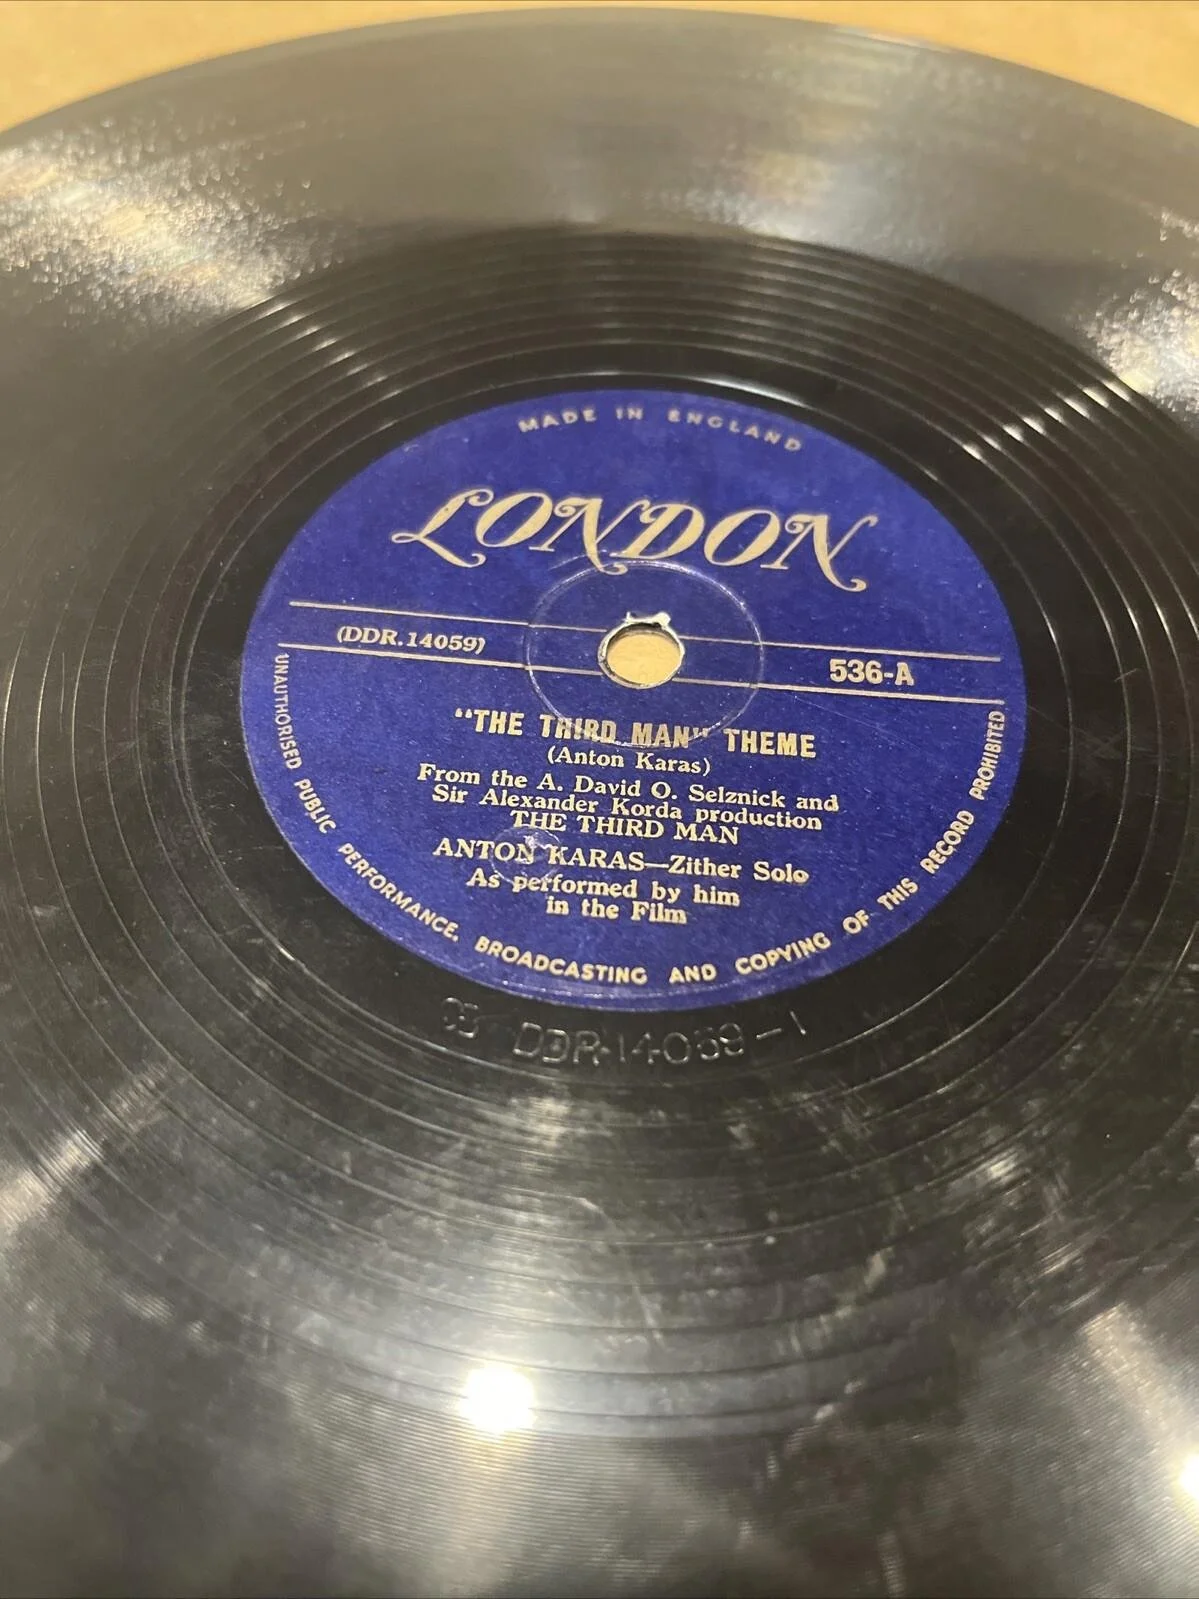 MADE IN ENGLAND
LONDON
(DDR.14059)
536-A
"THE THIRD MAN" THEME
(Anton Karas)
From the A. David O. Selznick and
Sir Alexander Korda production
THE THIRD MAN
ANTON KARAS—Zither Solo
As performed by him
in the Film
UNAUTHORISED PUBLIC PERFORMANCE, BROADCASTING AND COPYING OF THIS RECORD PROHIBITED
DDR-14059-1